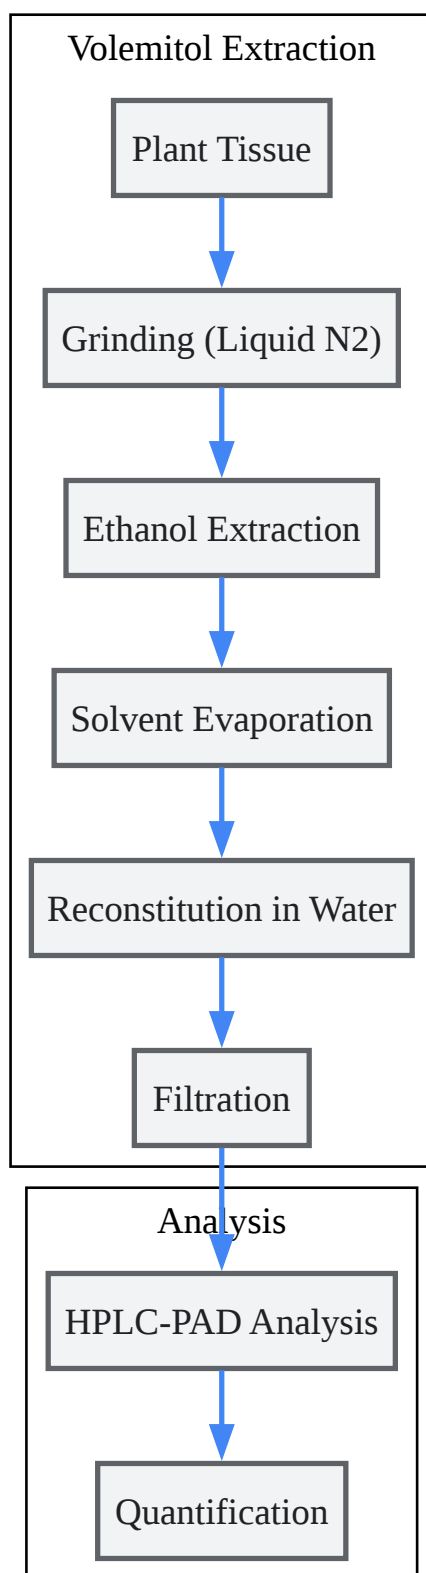 Volemitol Extraction
Plant Tissue
Grinding (Liquid N2)
Ethanol Extraction
Solvent Evaporation
Reconstitution in Water
Filtration
Analysis
HPLC-PAD Analysis
Quantification